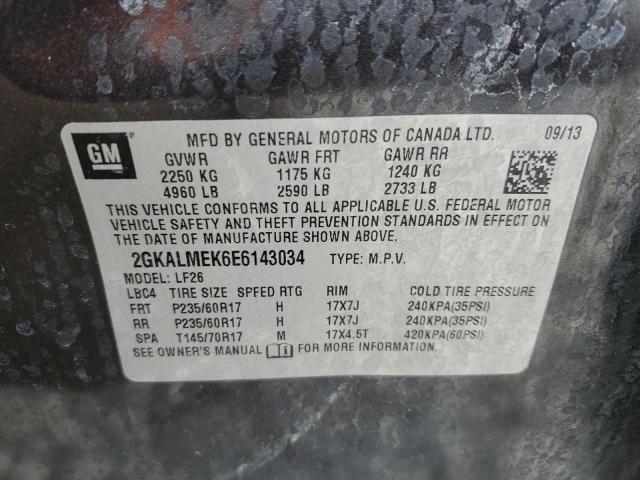 GM
MFD BY GENERAL MOTORS OF CANADA LTD. 09/13
GVWR GAWR FRT GAWR RR
2250 KG 1175 KG 1240 KG
4960 LB 2590 LB 2733 LB
THIS VEHICLE CONFORMS TO ALL APPLICABLE U.S. FEDERAL MOTOR
VEHICLE SAFETY AND THEFT PREVENTION STANDARDS IN EFFECT ON
THE DATE OF MANUFACTURE SHOWN ABOVE.
2GKALMEK6E6143034 TYPE: M.P.V.
MODEL: LF26
LBC4 TIRE SIZE SPEED RTG RIM COLD TIRE PRESSURE
FRT P235/60R17 H 17X7J 240KPA(35PSI)
RR P235/60R17 H 17X7J 240KPA(35PSI)
SPA T145/70R17 M 17X4.5T 420KPA(60PSI)
SEE OWNER'S MANUAL FOR MORE INFORMATION.